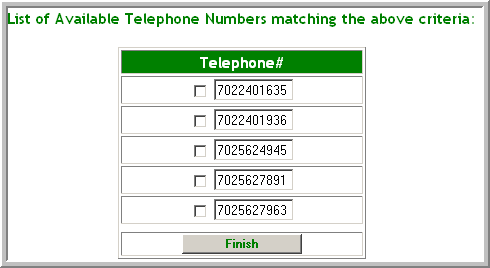 List of Available Telephone Numbers matching the above criteria:
Telephone#
7022401635
7022401936
7025624945
7025627891
7025627963
Finish